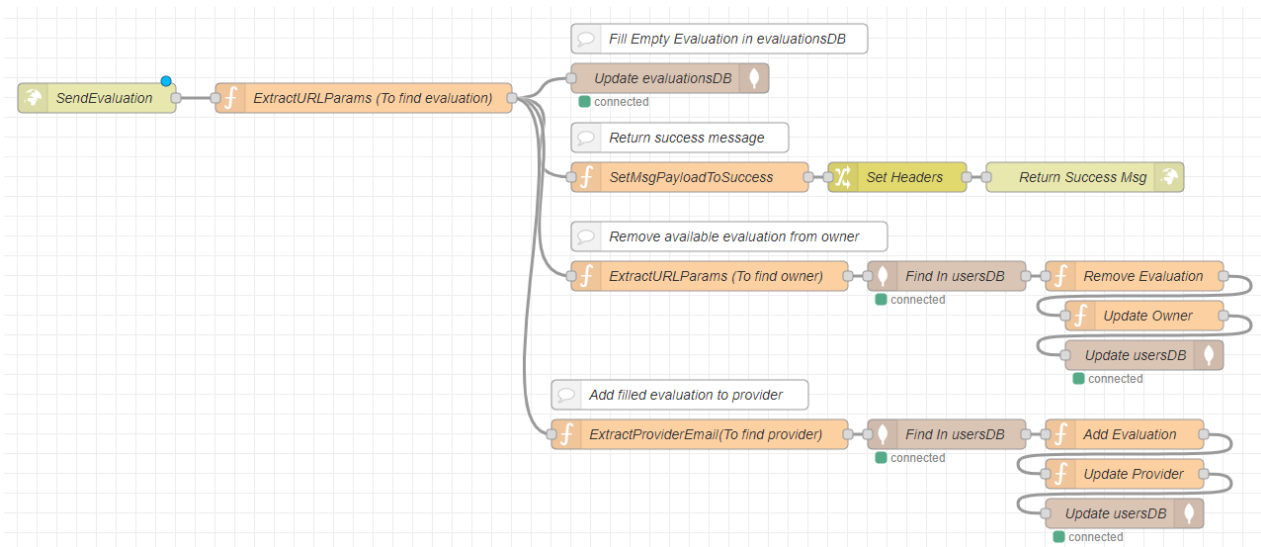 Fill Empty Evaluation in evaluationsDB
SendEvaluation
ExtractURLParams (To find evaluation)
Update evaluationsDB
connected
Return success message
SetMsgPayloadToSuccess
Set Headers
Return Success Msg
Remove available evaluation from owner
ExtractURLParams (To find owner)
Find In usersDB
connected
Remove Evaluation
Update Owner
Update usersDB
connected
Add filled evaluation to provider
ExtractProviderEmail(To find provider)
Find In usersDB
connected
Add Evaluation
Update Provider
Update usersDB
connected